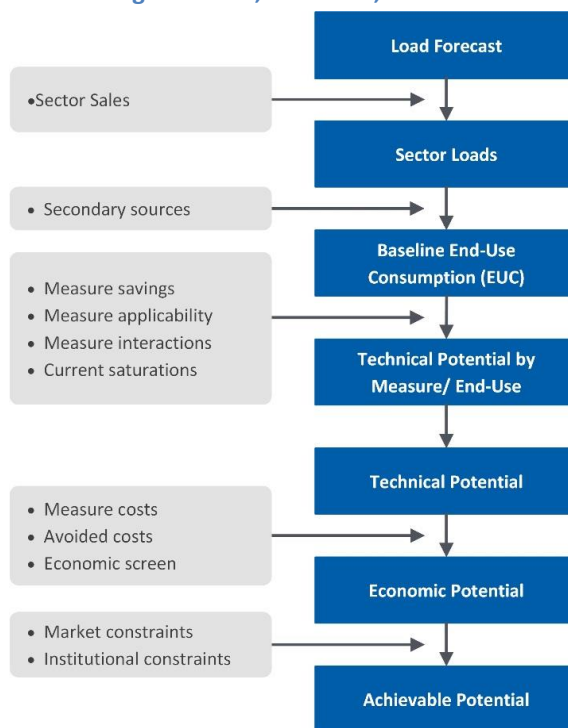 Load Forecast
•Sector Sales
Sector Loads
• Secondary sources
Baseline End-Use
Consumption (EUC)
• Measure savings
• Measure applicability
• Measure interactions
• Current saturations
Technical Potential by
Measure/ End-Use
Technical Potential
• Measure costs
• Avoided costs
• Economic screen
Economic Potential
• Market constraints
• Institutional constraints
Achievable Potential